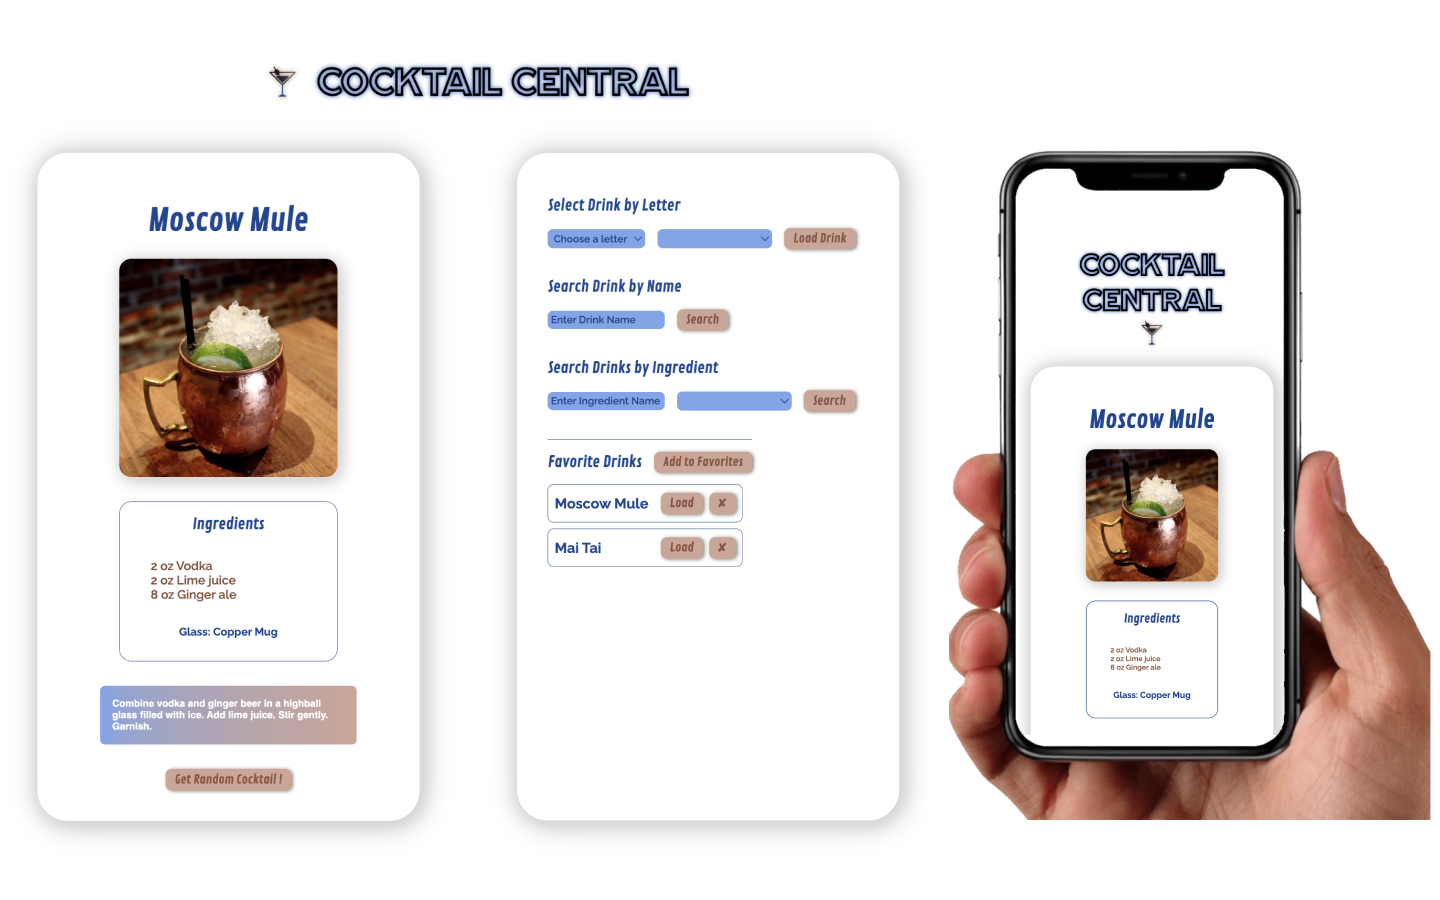 COCKTAIL CENTRAL
Moscow Mule
Ingredients
2 oz Vodka
2 oz Lime juice
8 oz Ginger ale
Glass: Copper Mug
Combine vodka and ginger beer in a highball
glass filled with ice. Add lime juice. Stir gently.
Garnish.
Get Random Cocktail !
Select Drink by Letter
Choose a letter
Load Drink
Search Drink by Name
Enter Drink Name
Search
Search Drinks by Ingredient
Enter Ingredient Name
Search
Favorite Drinks
Add to Favorites
Moscow Mule
Load
✘
Mai Tai
Load
✘
COCKTAIL
CENTRAL
Moscow Mule
Ingredients
2 oz Vodka
2 oz Lime juice
8 oz Ginger ale
Glass: Copper Mug